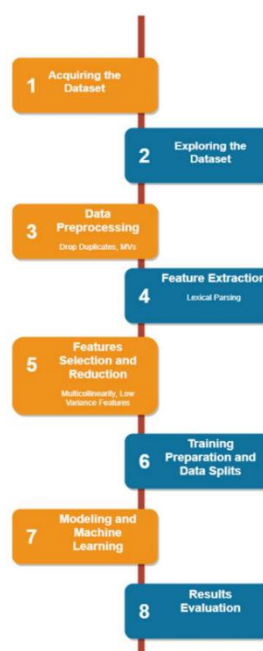 1
Acquiring the
Dataset
2
Exploring the
Dataset
3
Data
Preprocessing
Drop Duplicates, MVs
4
Feature Extraction
Lexical Parsing
5
Features
Selection and
Reduction
Multicollinearity, Low
Variance Features
6
Training
Preparation and
Data Splits
7
Modeling and
Machine
Learning
8
Results
Evaluation